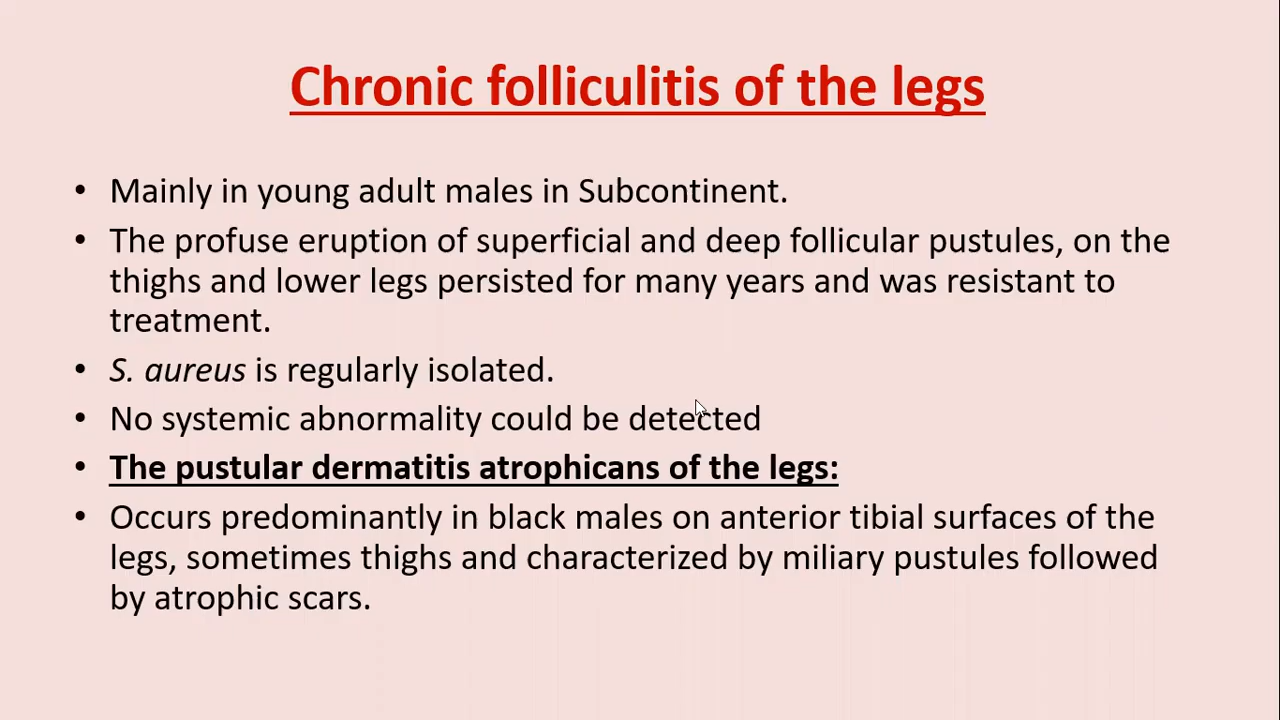 Chronic folliculitis of the legs
• Mainly in young adult males in Subcontinent.
• The profuse eruption of superficial and deep follicular pustules, on the
thighs and lower legs persisted for many years and was resistant to
treatment.
• S. aureus is regularly isolated.
• No systemic abnormality could be detected
• The pustular dermatitis atrophicans of the legs:
• Occurs predominantly in black males on anterior tibial surfaces of the
legs, sometimes thighs and characterized by miliary pustules followed
by atrophic scars.